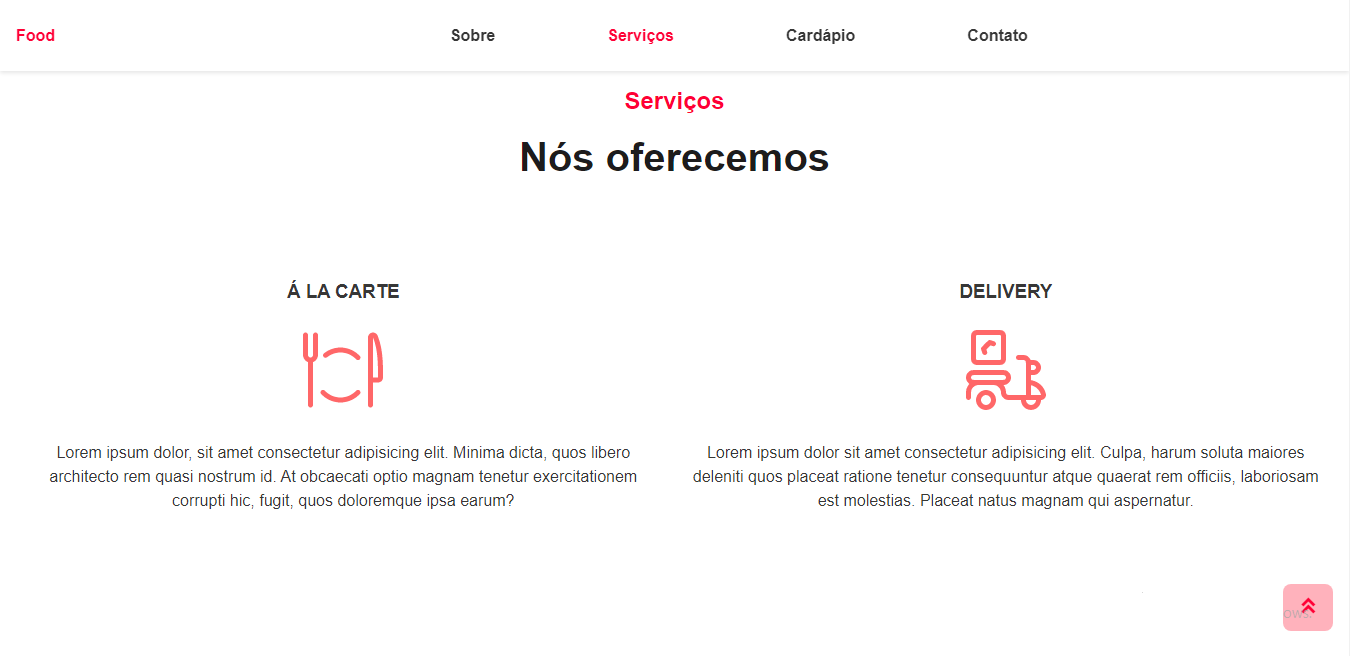 Food Sobre Serviços Cardápio Contato
Serviços
Nós oferecemos
Á LA CARTE
DELIVERY
Lorem ipsum dolor, sit amet consectetur adipisicing elit. Minima dicta, quos libero
architecto rem quasi nostrum id. At obcaecati optio magnam tenetur exercitationem
corrupti hic, fugit, quos doloremque ipsa earum?
Lorem ipsum dolor sit amet consectetur adipisicing elit. Culpa, harum soluta maiores
deleniti quos placeat ratione tenetur consequuntur atque quaerat rem officiis, laboriosam
est molestias. Placeat natus magnam qui aspernatur.